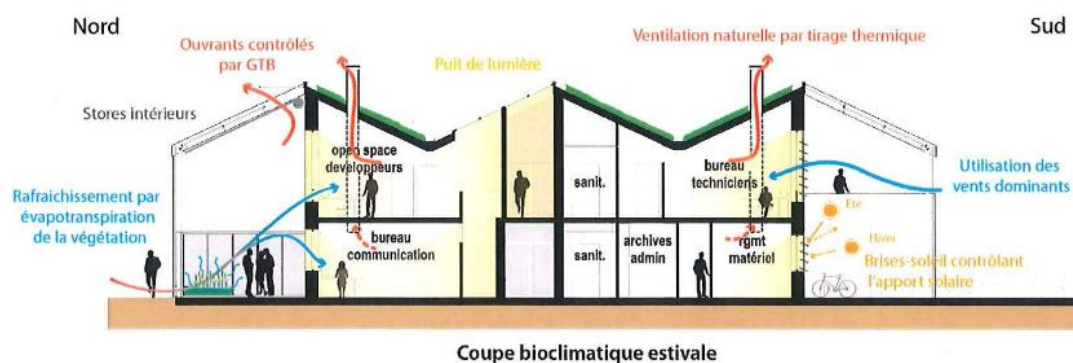 Nord
Sud
Ouvrants contrôlés
par GTB
Puit de lumière
Ventilation naturelle par tirage thermique
Stores intérieurs
open space
developpeurs
bureau
techniciens
sanit.
Utilisation des
vents dominants
Rafraichissement par
évapotranspiration
de la végétation
bureau
communication
sanit.
archives
admin
rgmt
matériel
Eté
Hiver
Brises-soleil contrôlant
l'apport solaire
Coupe bioclimatique estivale